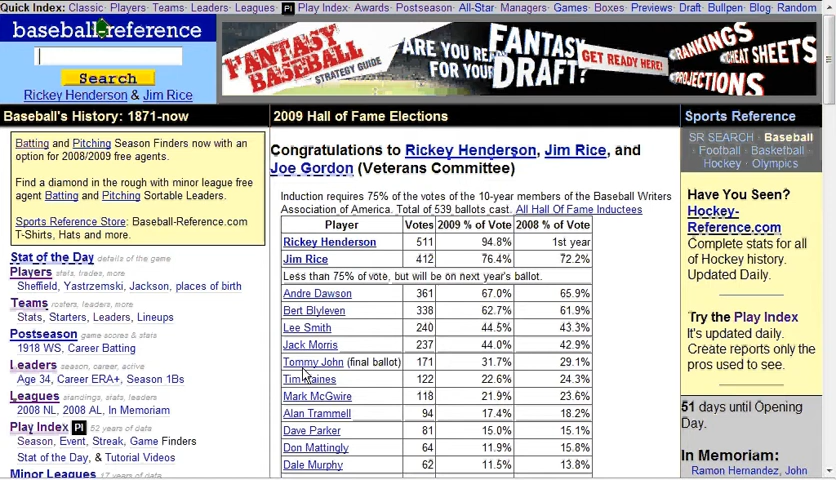 Quick Index: Classic Players Teams Leaders Leagues PI Play Index Awards Postseason All-Star Managers Games Boxes Previews Draft Bullpen Blog Random
baseball-reference
Search
Rickey Henderson & Jim Rice
FANTASY BASEBALL
STRATEGY GUIDE
ARE YOU READY FOR YOUR FANTASY DRAFT?
GET READY HERE!
RANKINGS
CHEAT SHEETS
PROJECTIONS
Baseball's History: 1871-now
Batting and Pitching Season Finders now with an
option for 2008/2009 free agents.
Find a diamond in the rough with minor league free
agent Batting and Pitching Sortable Leaders.
Sports Reference Store: Baseball-Reference.com
T-Shirts, Hats and more.
Stat of the Day details of the game
Players stats, trades, more
Sheffield, Yastrzemski, Jackson, places of birth
Teams rosters, leaders, more
Stats, Starters, Leaders, Lineups
Postseason game scores & stats
1918 WS, Career Batting
Leaders season, career, active
Age 34, Career ERA+, Season 1Bs
Leagues standings, stats, leaders
2008 NL, 2008 AL, In Memoriam
Play Index PI 52 years of data
Season, Event, Streak, Game Finders
Stat of the Day, & Tutorial Videos
Minor Leagues 17 years of data
2009 Hall of Fame Elections
Congratulations to Rickey Henderson, Jim Rice, and
Joe Gordon (Veterans Committee)
Induction requires 75% of the votes of the 10-year members of the Baseball Writers
Association of America. Total of 539 ballots cast. All Hall Of Fame Inductees
Player Votes 2009 % of Vote 2008 % of Vote
Rickey Henderson 511 94.8% 1st year
Jim Rice 412 76.4% 72.2%
Less than 75% of vote, but will be on next year's ballot.
Andre Dawson 361 67.0% 65.9%
Bert Blyleven 338 62.7% 61.9%
Lee Smith 240 44.5% 43.3%
Jack Morris 237 44.0% 42.9%
Tommy John (final ballot) 171 31.7% 29.1%
Tim Raines 122 22.6% 24.3%
Mark McGwire 118 21.9% 23.6%
Alan Trammell 94 17.4% 18.2%
Dave Parker 81 15.0% 15.1%
Don Mattingly 64 11.9% 15.8%
Dale Murphy 62 11.5% 13.8%
Sports Reference
SR SEARCH · Baseball
· Football · Basketball ·
Hockey · Olympics
Have You Seen?
Hockey-
Reference.com
Complete stats for all
of Hockey history.
Updated Daily.
Try the Play Index
It's updated daily.
Create reports only the
pros used to see.
51 days until Opening
Day.
In Memoriam:
Ramon Hernandez, John